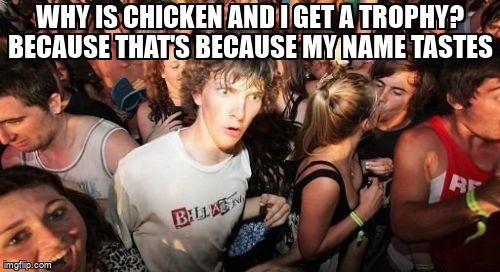 WHY IS CHICKEN AND I GET A TROPHY?
BECAUSE THAT'S BECAUSE MY NAME TASTES
imgflip.com